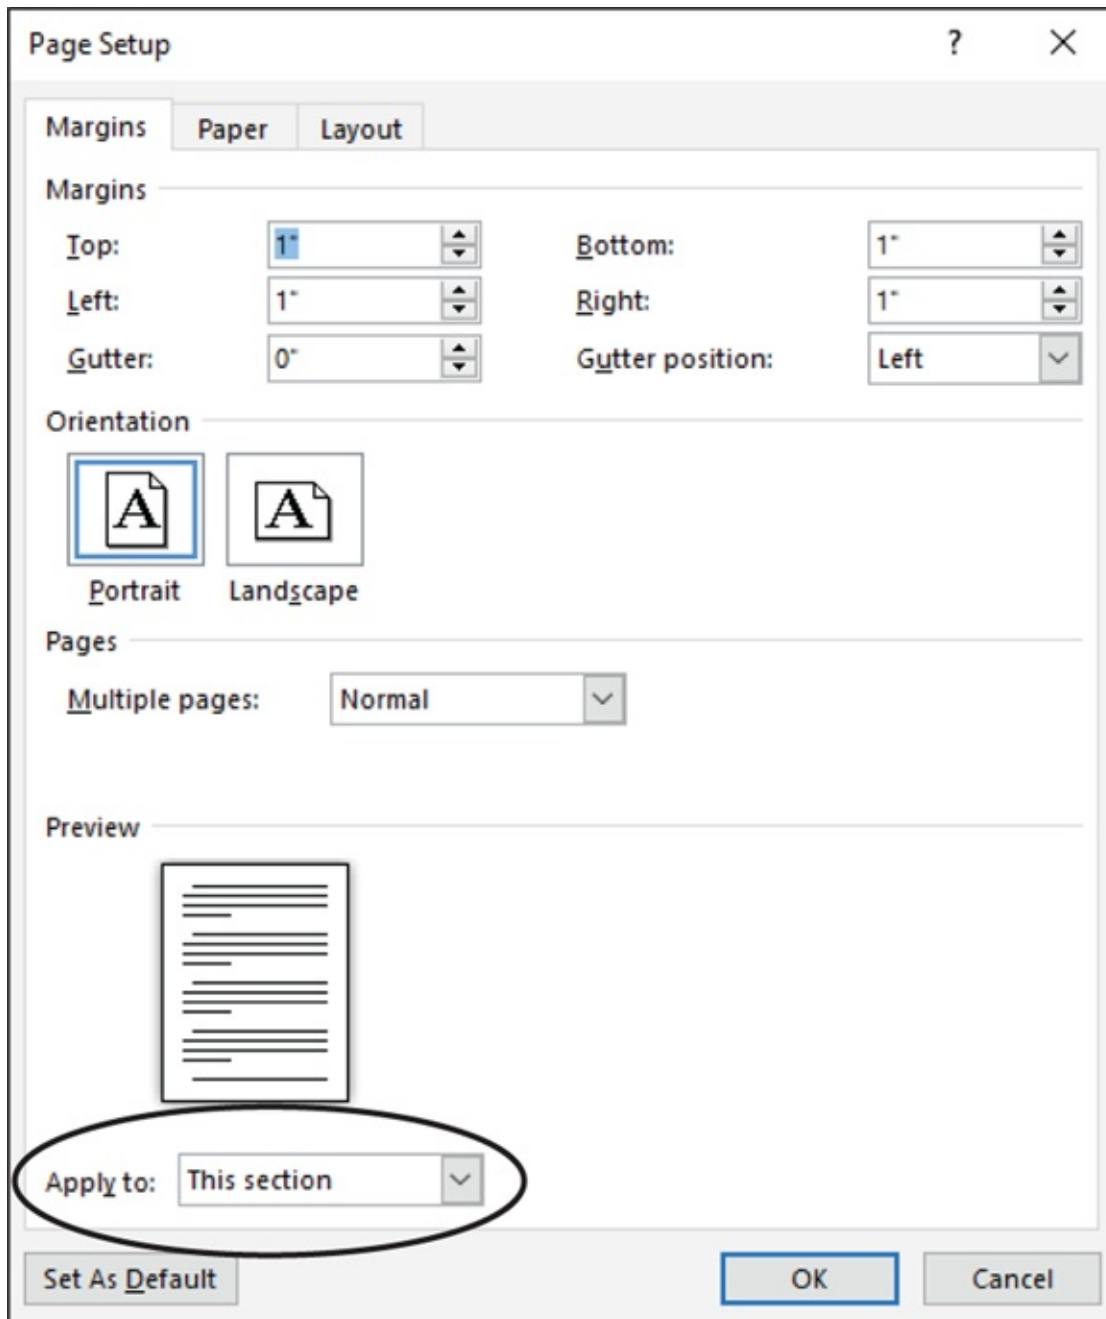 Page Setup ? ×
Margins Paper Layout
Margins
Top: 1" Bottom: 1"
Left: 1" Right: 1"
Gutter: 0" Gutter position: Left
Orientation
A A
Portrait Landscape
Pages
Multiple pages: Normal
Preview
Apply to: This section
Set As Default OK Cancel